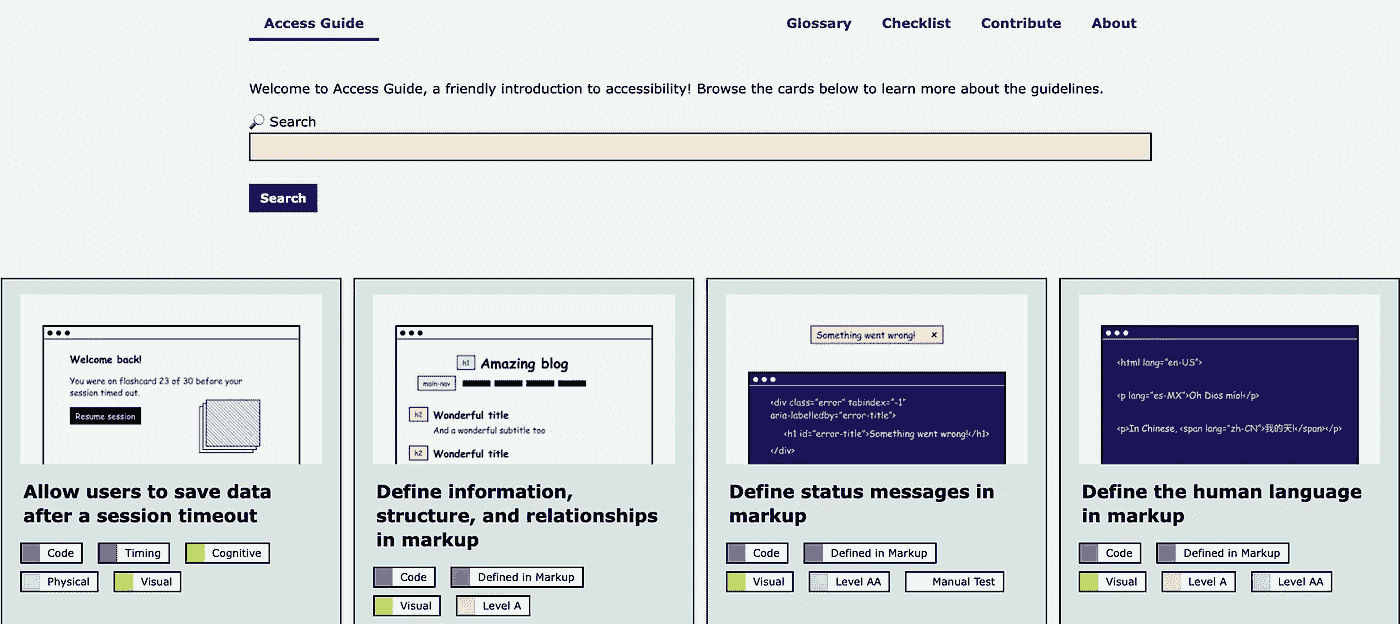 Access Guide
Glossary Checklist Contribute About
Welcome to Access Guide, a friendly introduction to accessibility! Browse the cards below to learn more about the guidelines.
🔎 Search
Search
Welcome back!
You were on flashcard 23 of 30 before your
session timed out.
Resume session
Allow users to save data
after a session timeout
Code Timing Cognitive
Physical Visual
h1 Amazing blog
main-nav
h2 Wonderful title
And a wonderful subtitle too
h2 Wonderful title
Define information,
structure, and relationships
in markup
Code Defined in Markup
Visual Level A
Something went wrong! ×
<div class="error" tabindex="-1"
aria-labelledby="error-title">
<h1 id="error-title">Something went wrong!</h1>
</div>
Define status messages in
markup
Code Defined in Markup
Visual Level AA Manual Test
<html lang="en-US">
<p lang="es-MX">Oh Dios mío!</p>
<p>In Chinese, <span lang="zh-CN">我的天!</span></p>
Define the human language
in markup
Code Defined in Markup
Visual Level A Level AA